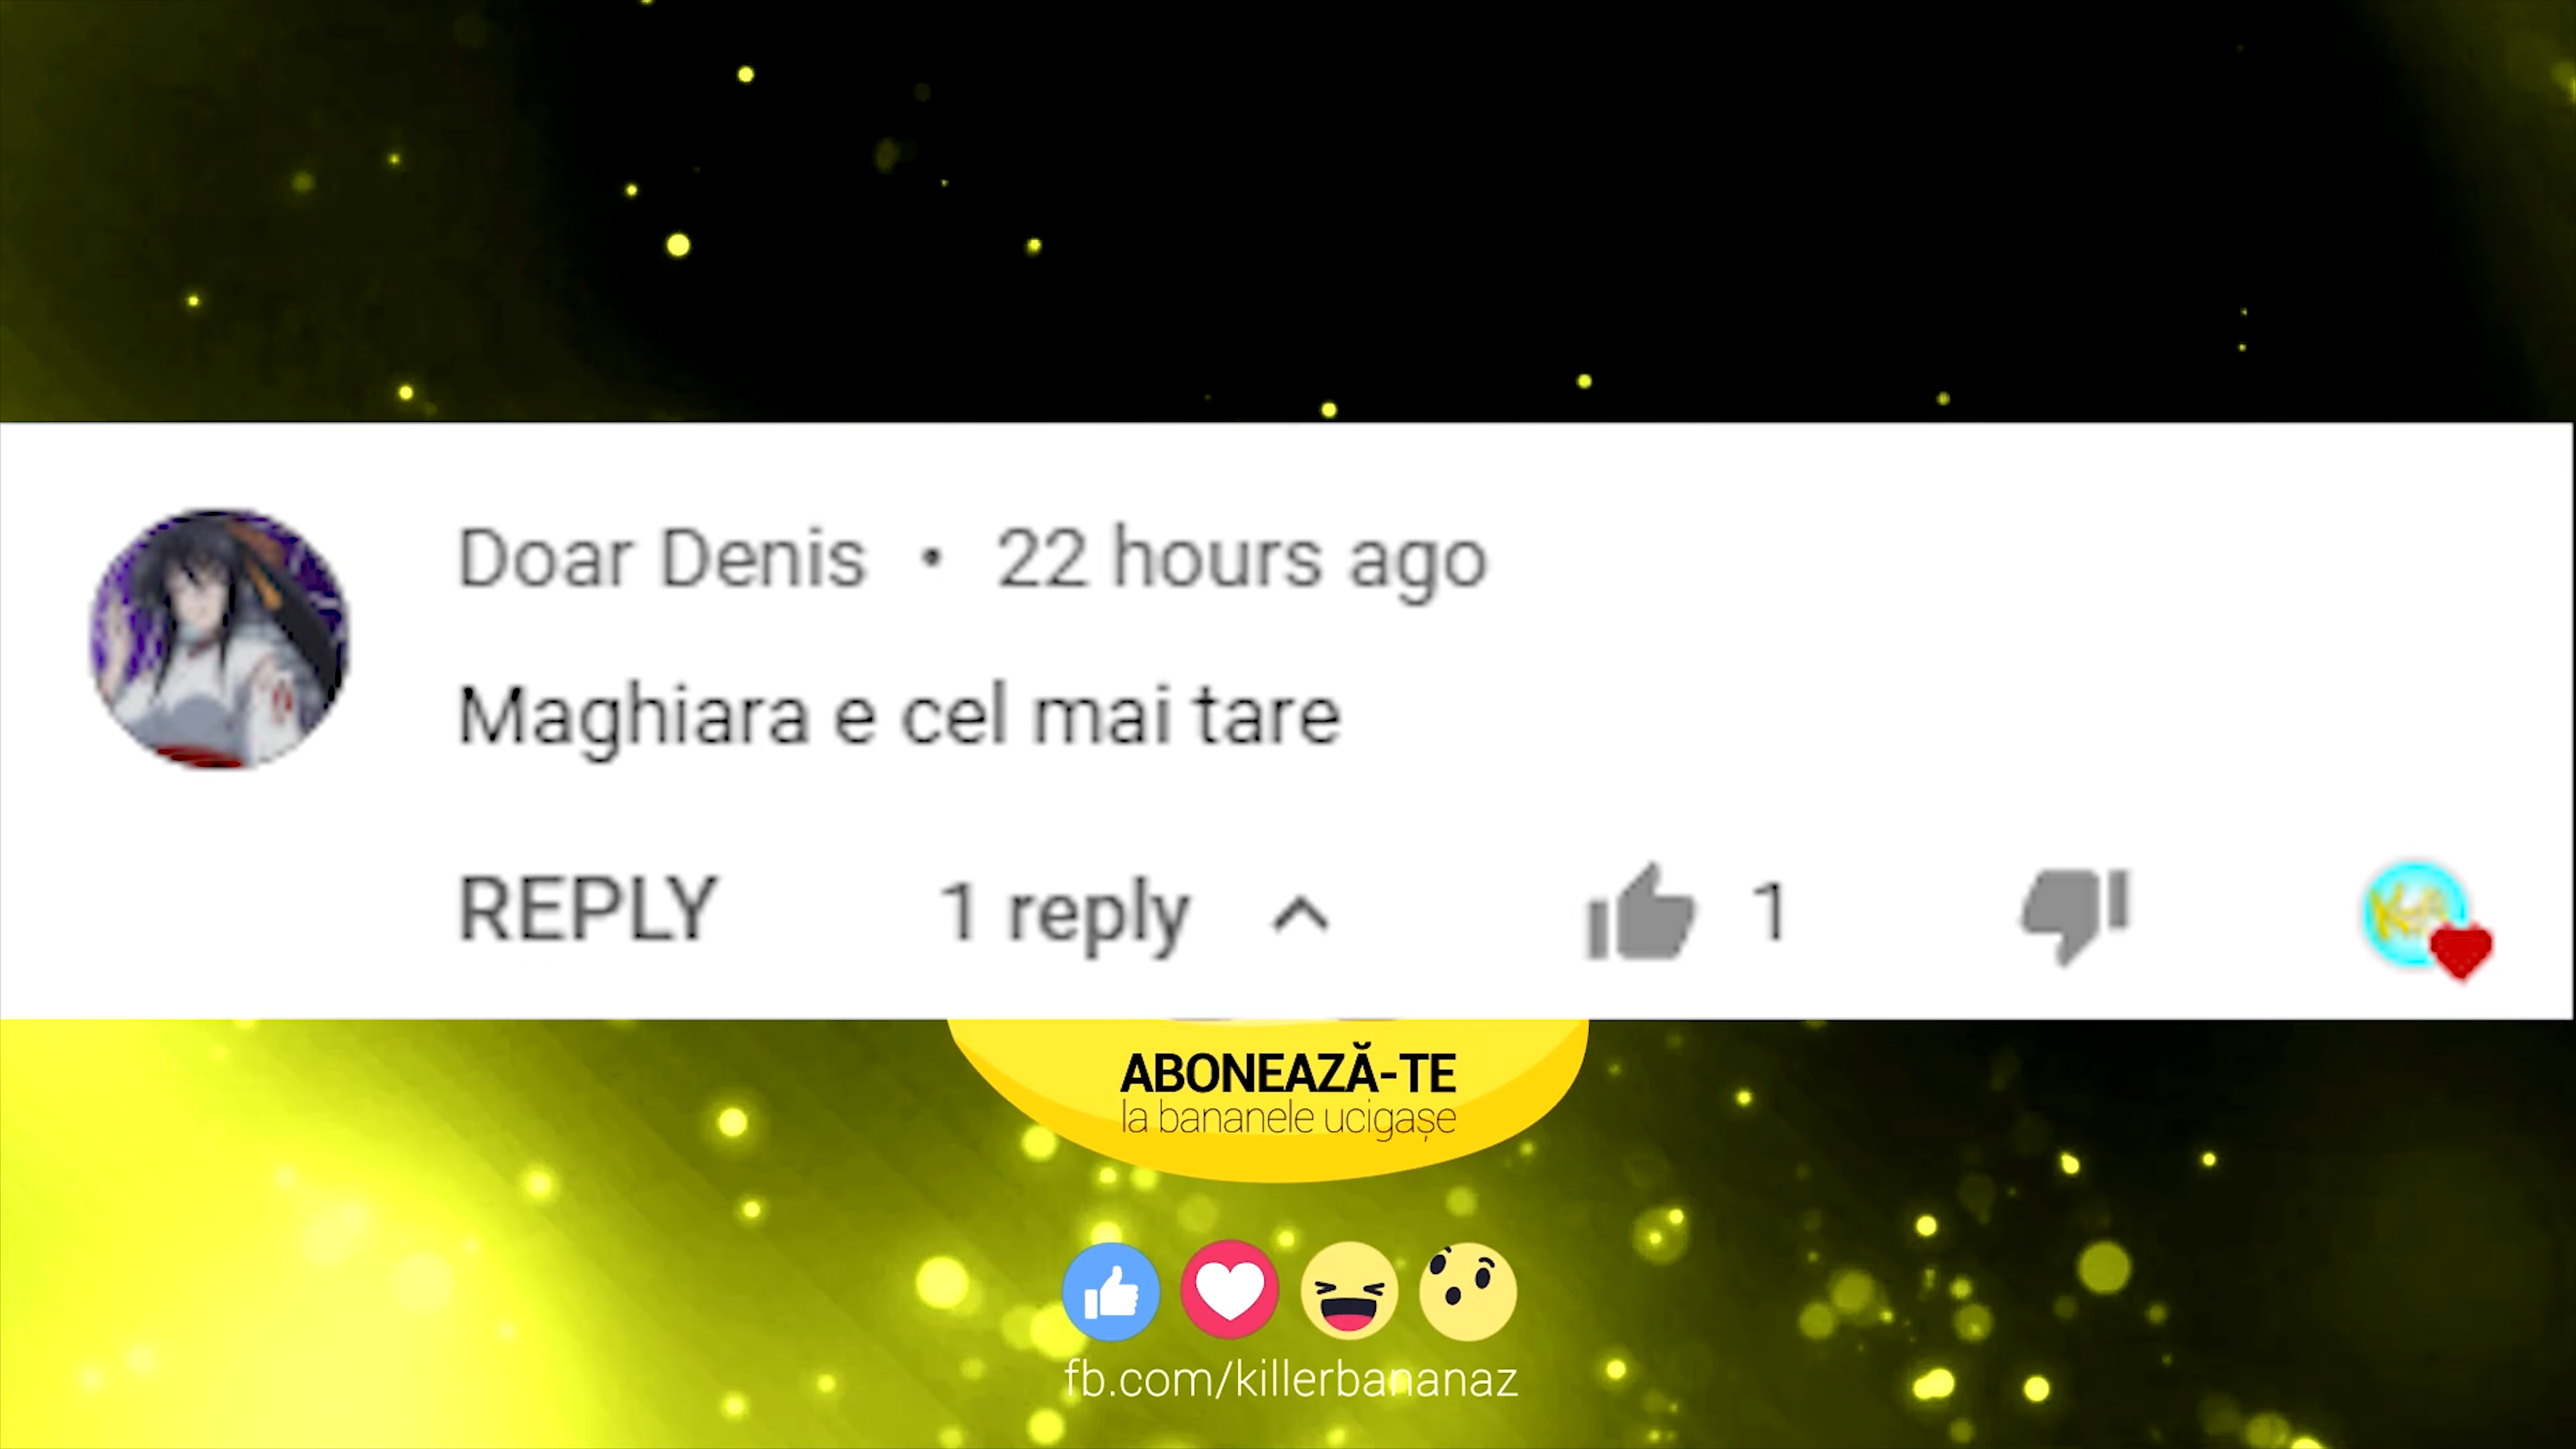 Doar Denis • 22 hours ago
Maghiara e cel mai tare
REPLY 1 reply 1
ABONEAZĂ-TE
la bananele ucigașe
fb.com/killerbananaz